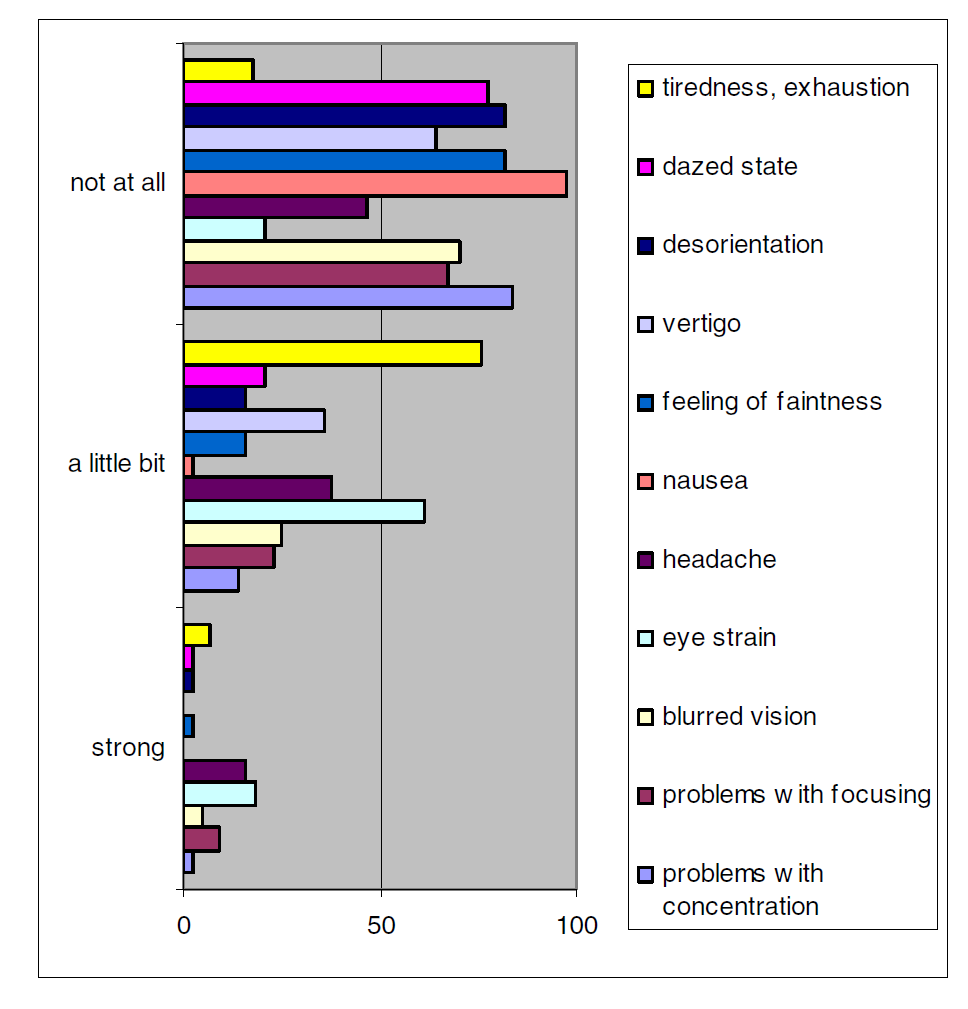 not at all
a little bit
strong
0 50 100
tiredness, exhaustion
dazed state
desorientation
vertigo
feeling of faintness
nausea
headache
eye strain
blurred vision
problems with focusing
problems with
concentration